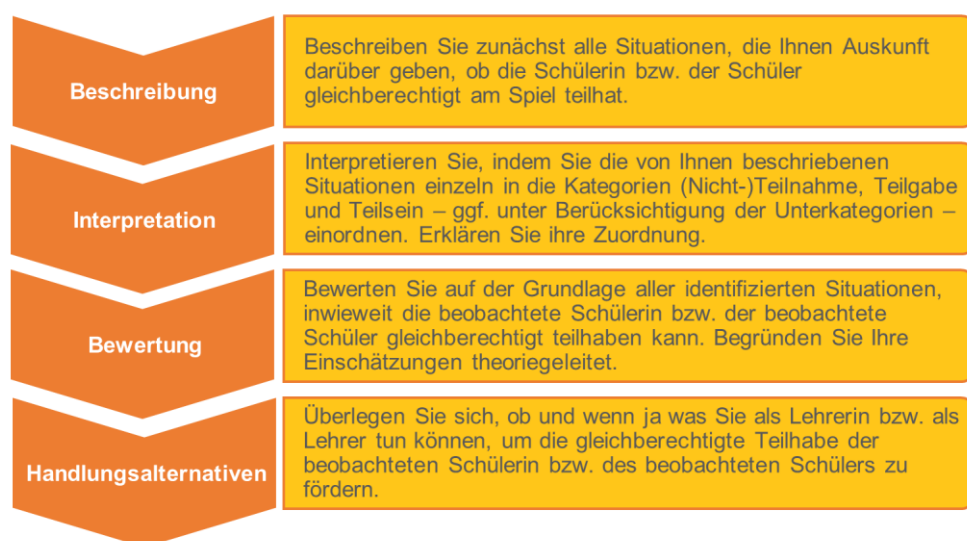 Beschreibung
Beschreiben Sie zunächst alle Situationen, die Ihnen Auskunft
darüber geben, ob die Schülerin bzw. der Schüler
gleichberechtigt am Spiel teilhat.
Interpretation
Interpretieren Sie, indem Sie die von Ihnen beschriebenen
Situationen einzeln in die Kategorien (Nicht-)Teilnahme, Teilgabe
und Teilsein – ggf. unter Berücksichtigung der Unterkategorien –
einordnen. Erklären Sie ihre Zuordnung.
Bewertung
Bewerten Sie auf der Grundlage aller identifizierten Situationen,
inwieweit die beobachtete Schülerin bzw. der beobachtete
Schüler gleichberechtigt teilhaben kann. Begründen Sie Ihre
Einschätzungen theoriegeleitet.
Handlungsalternativen
Überlegen Sie sich, ob und wenn ja was Sie als Lehrerin bzw. als
Lehrer tun können, um die gleichberechtigte Teilhabe der
beobachteten Schülerin bzw. des beobachteten Schülers zu
fördern.